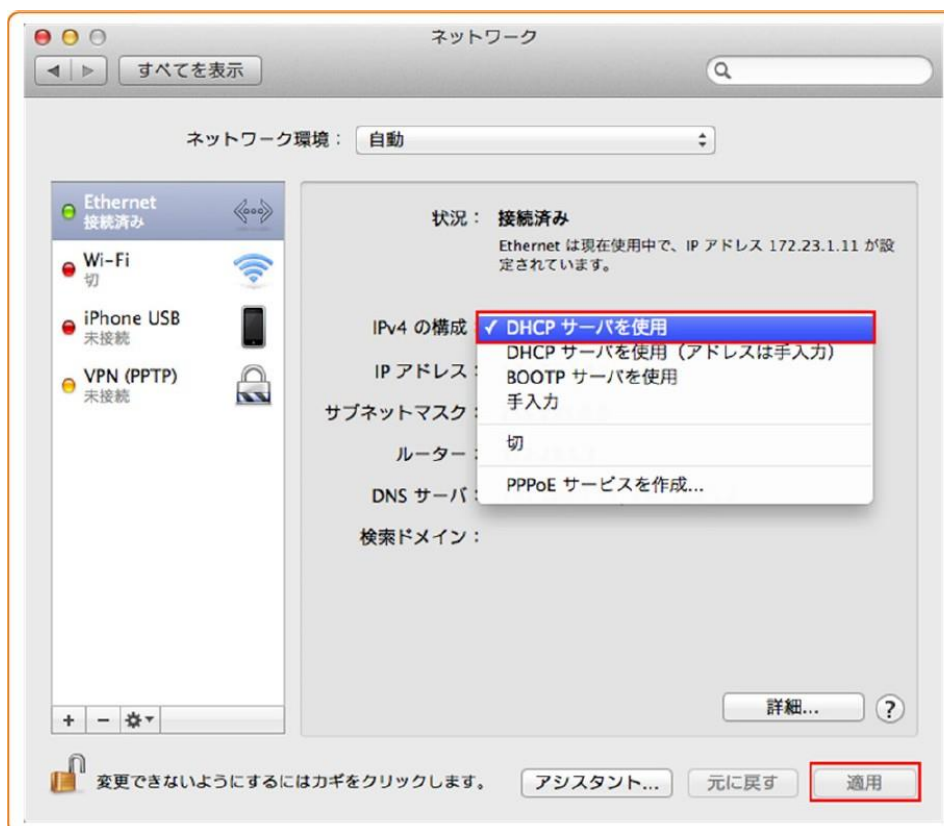 ネットワーク
すべてを表示
ネットワーク環境： 自動
Ethernet
接続済み
Wi-Fi
切
iPhone USB
未接続
VPN (PPTP)
未接続
状況： 接続済み
Ethernet は現在使用中で、IP アドレス 172.23.1.11 が設
定されています。
IPv4 の構成 ✓ DHCP サーバを使用
DHCP サーバを使用（アドレスは手入力）
BOOTP サーバを使用
手入力
切
PPPoE サービスを作成...
IP アドレス：
サブネットマスク：
ルーター：
DNS サーバ：
検索ドメイン：
詳細... ?
+ −
変更できないようにするにはカギをクリックします。 アシスタント... 元に戻す 適用